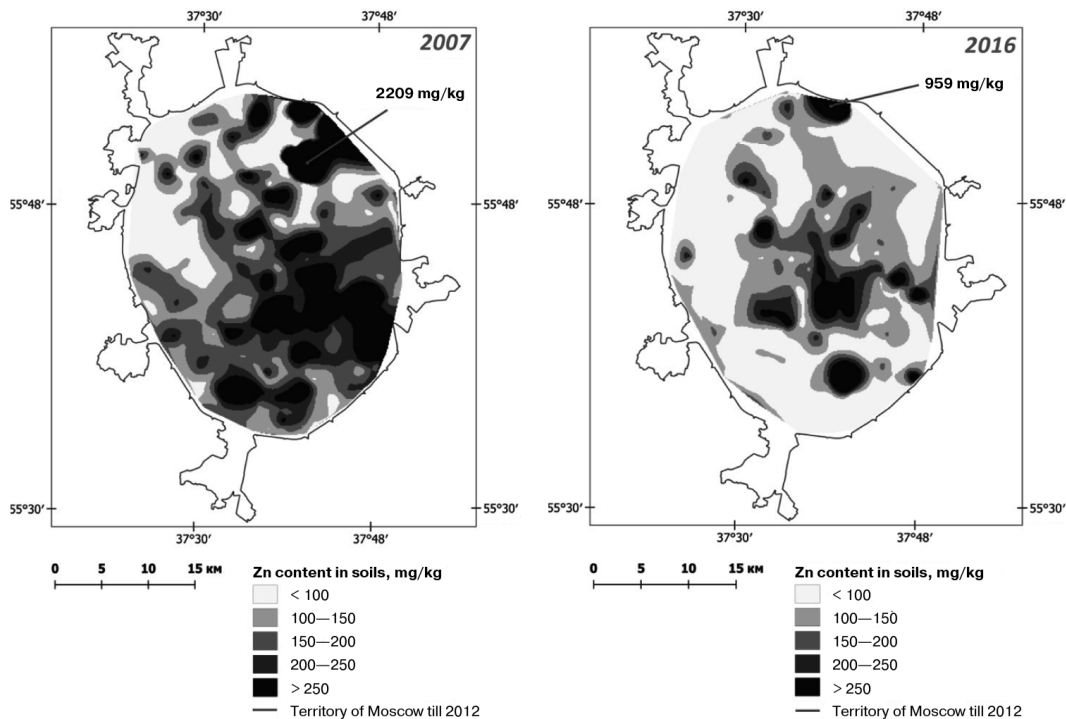 37°30′ 37°48′
2007
2209 mg/kg
55°48′ 55°48′
55°30′ 55°30′
37°30′ 37°48′
0 5 10 15 км
Zn content in soils, mg/kg
< 100
100—150
150—200
200—250
> 250
Territory of Moscow till 2012
37°30′ 37°48′
2016
959 mg/kg
55°48′ 55°48′
55°30′ 55°30′
37°30′ 37°48′
0 5 10 15 км
Zn content in soils, mg/kg
< 100
100—150
150—200
200—250
> 250
Territory of Moscow till 2012